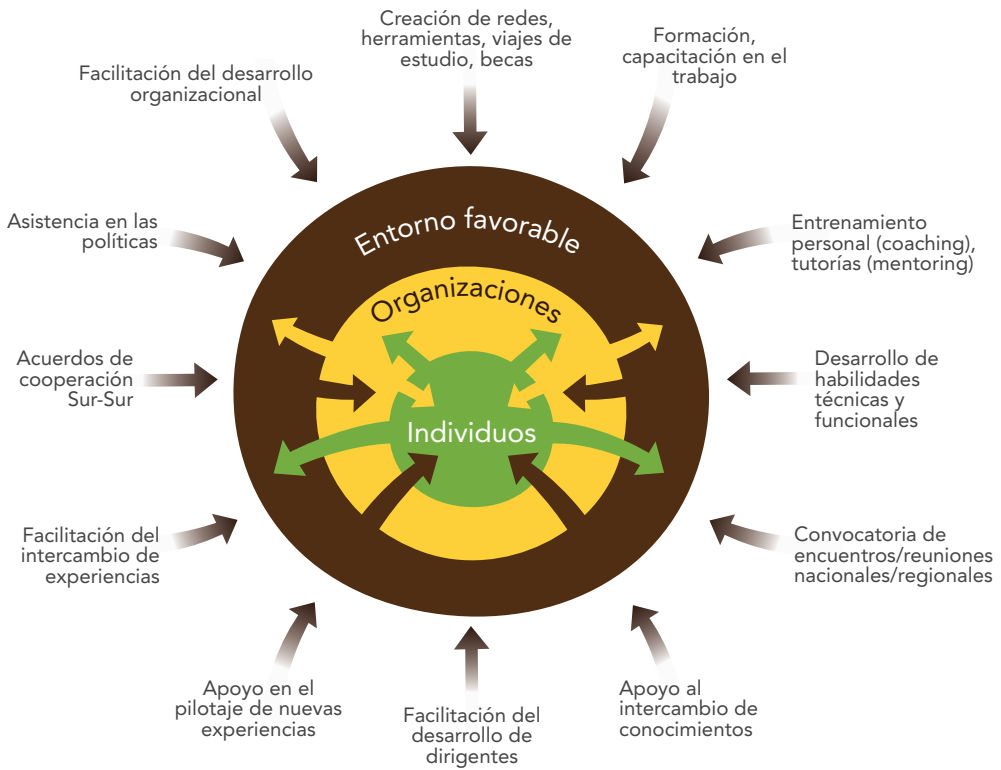 Creación de redes,
herramientas, viajes de
estudio, becas
Formación,
capacitación en el
trabajo
Facilitación del desarrollo
organizacional
Asistencia en las
políticas
Entrenamiento
personal (coaching),
tutorías (mentoring)
Entorno favorable
Organizaciones
Individuos
Acuerdos de
cooperación
Sur-Sur
Desarrollo de
habilidades
técnicas y
funcionales
Facilitación del
intercambio de
experiencias
Convocatoria de
encuentros/reuniones
nacionales/regionales
Apoyo en el
pilotaje de nuevas
experiencias
Facilitación del
desarrollo de
dirigentes
Apoyo al
intercambio de
conocimientos